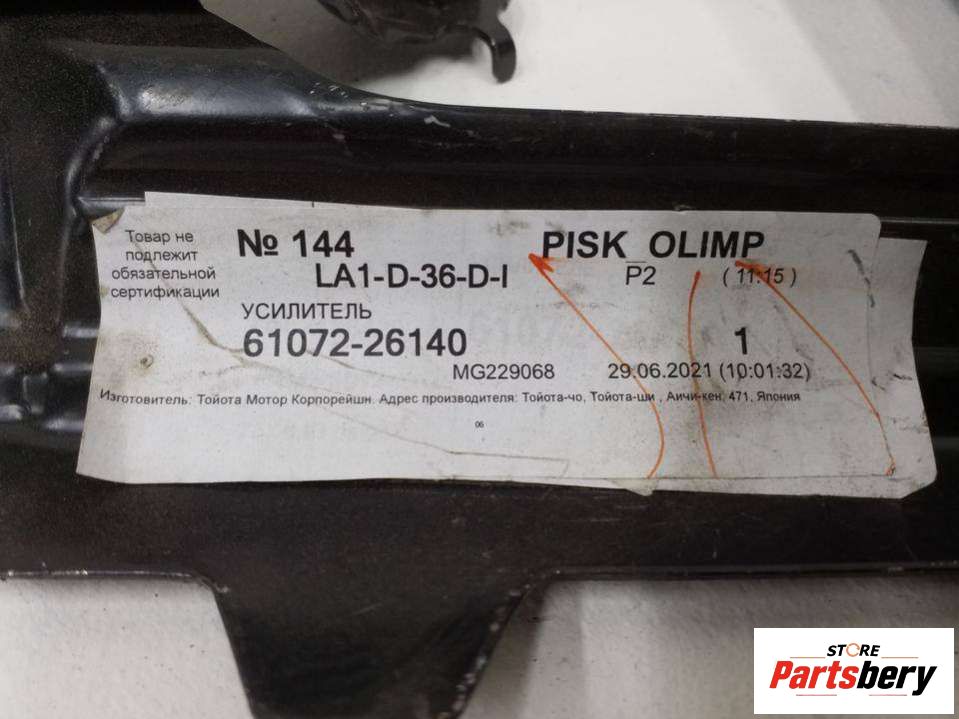 Товар не
подлежит
обязательной
сертификации
№ 144
PISK_OLIMP
LA1-D-36-D-I
P2
(11:15)
УСИЛИТЕЛЬ
61072-26140
1
MG229068
29.06.2021 (10:01:32)
Изготовитель: Тойота Мотор Корпорейшн. Адрес производителя: Тойота-чо, Тойота-ши , Аичи-кен, 471, Япония
06
STORE
Partsbery